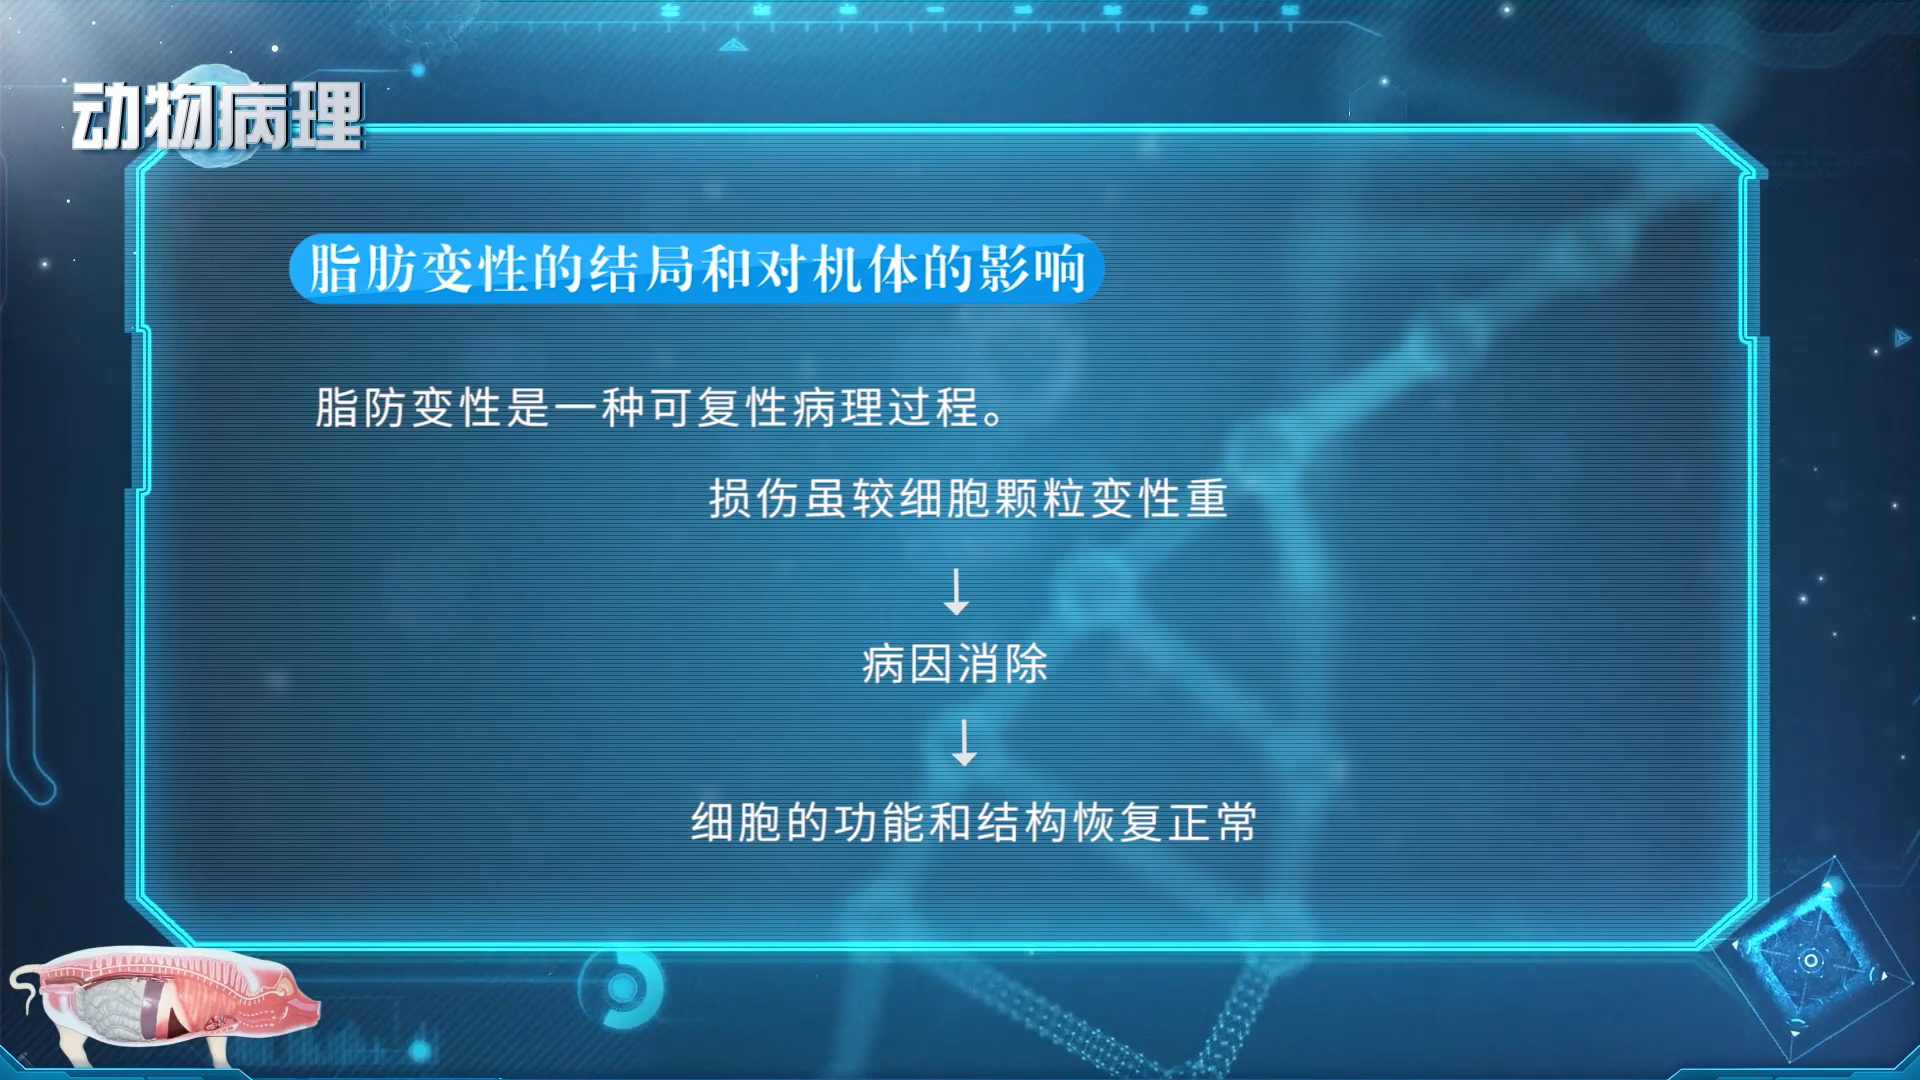 动物病理
脂肪变性的结局和对机体的影响
脂防变性是一种可复性病理过程。
损伤虽较细胞颗粒变性重
↓
病因消除
↓
细胞的功能和结构恢复正常